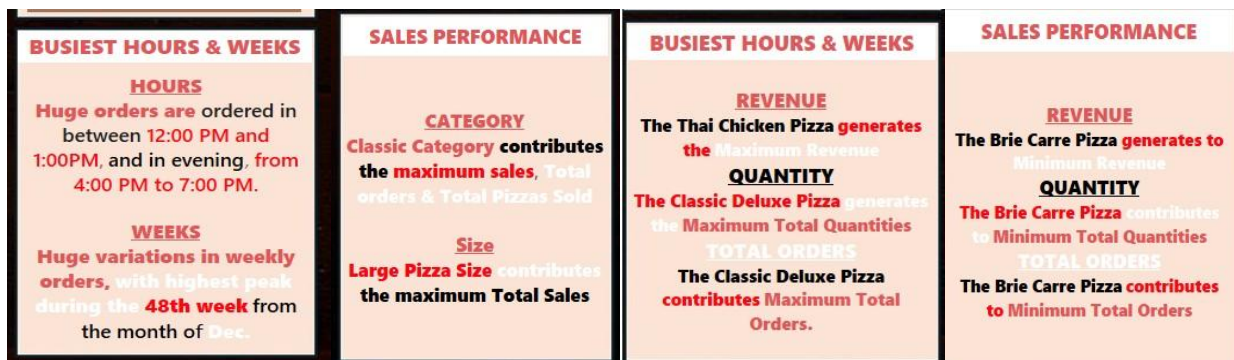 BUSIEST HOURS & WEEKS
HOURS
Huge orders are ordered in
between 12:00 PM and
1:00PM, and in evening, from
4:00 PM to 7:00 PM.
WEEKS
Huge variations in weekly
orders, with highest peak
during the 48th week from
the month of Dec.
SALES PERFORMANCE
CATEGORY
Classic Category contributes
the maximum sales, Total
orders & Total Pizzas Sold
Size
Large Pizza Size contributes
the maximum Total Sales
BUSIEST HOURS & WEEKS
REVENUE
The Thai Chicken Pizza generates
the Maximum Revenue
QUANTITY
The Classic Deluxe Pizza generates
the Maximum Total Quantities
TOTAL ORDERS
The Classic Deluxe Pizza
contributes Maximum Total
Orders.
SALES PERFORMANCE
REVENUE
The Brie Carre Pizza generates to
Minimum Revenue
QUANTITY
The Brie Carre Pizza contributes
to Minimum Total Quantities
TOTAL ORDERS
The Brie Carre Pizza contributes
to Minimum Total Orders